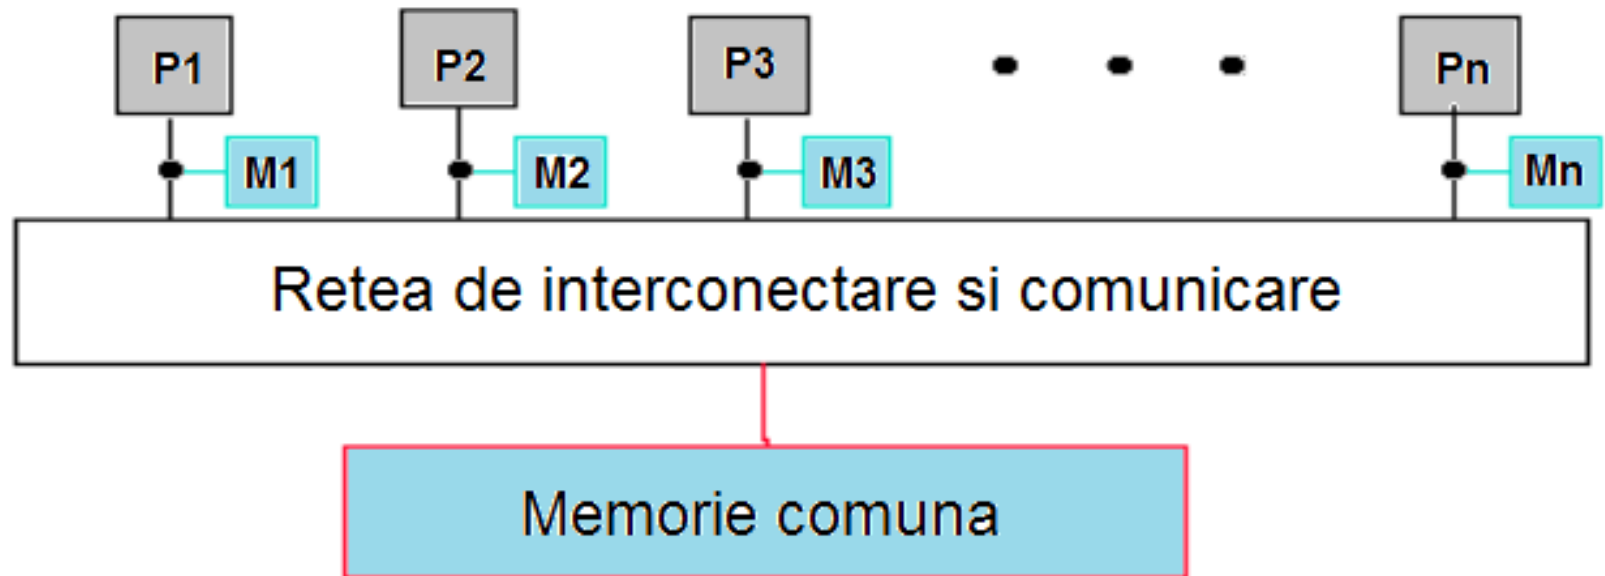 P1 P2 P3 Pn
M1 M2 M3 Mn
Retea de interconectare si comunicare
Memorie comuna